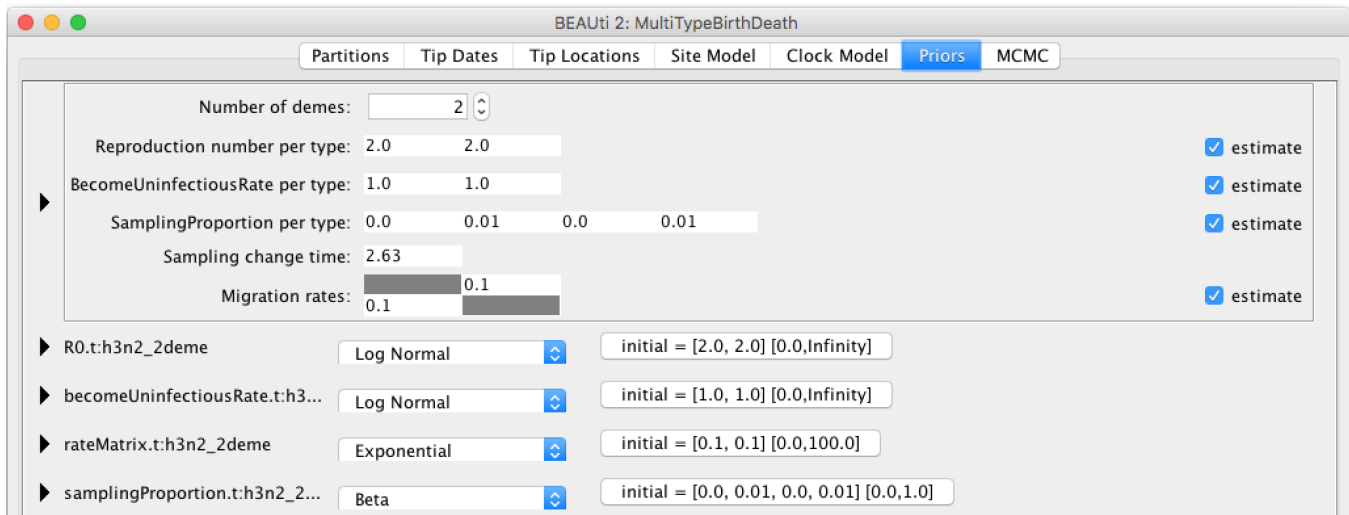 BEAUti 2: MultiTypeBirthDeath
Partitions Tip Dates Tip Locations Site Model Clock Model Priors MCMC
Number of demes: 2
Reproduction number per type: 2.0 2.0 estimate
BecomeUninfectiousRate per type: 1.0 1.0 estimate
SamplingProportion per type: 0.0 0.01 0.0 0.01 estimate
Sampling change time: 2.63
0.1
Migration rates: estimate
0.1
R0.t:h3n2_2deme Log Normal initial = [2.0, 2.0] [0.0,Infinity]
becomeUninfectiousRate.t:h3... Log Normal initial = [1.0, 1.0] [0.0,Infinity]
rateMatrix.t:h3n2_2deme Exponential initial = [0.1, 0.1] [0.0,100.0]
samplingProportion.t:h3n2_2... Beta initial = [0.0, 0.01, 0.0, 0.01] [0.0,1.0]